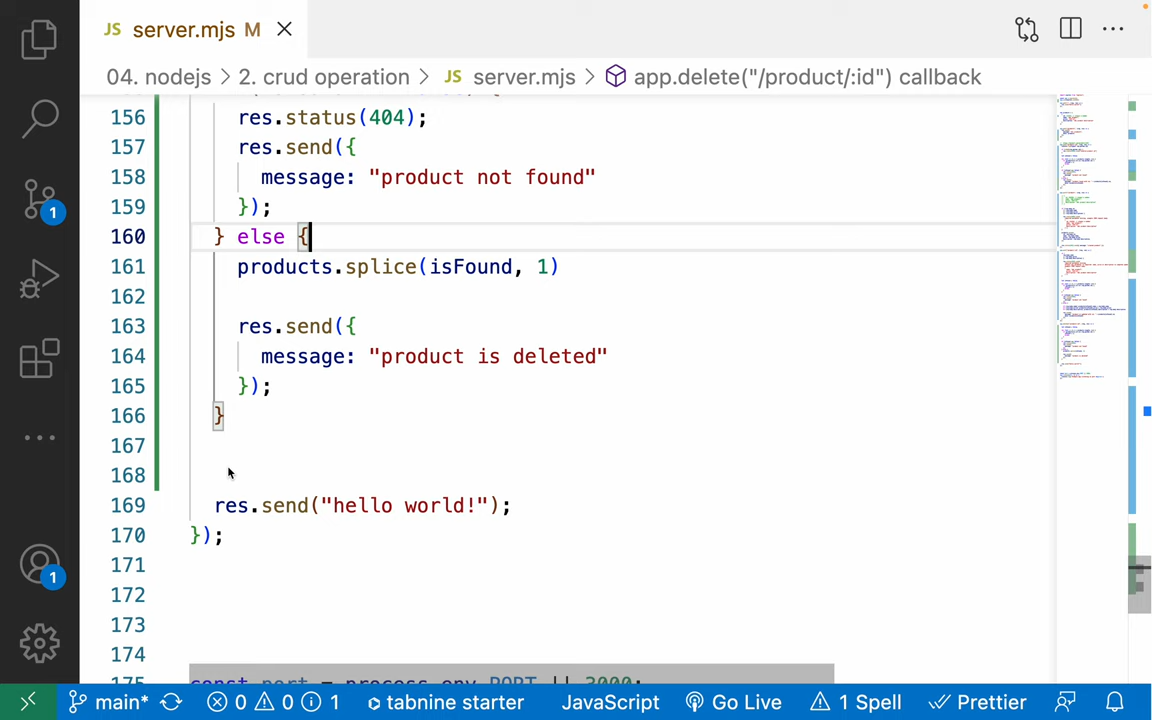 JS server.mjs M
04. nodejs > 2. crud operation > JS server.mjs > app.delete("/product/:id") callback
156 res.status(404);
157 res.send({
158 message: "product not found"
159 });
160 } else {
161 products.splice(isFound, 1)
162
163 res.send({
164 message: "product is deleted"
165 });
166 }
167
168
169 res.send("hello world!");
170 });
171
172
173
174
175 const port = process.env.PORT || 3000;
1
1
main* 0 0 1 tabnine starter JavaScript Go Live 1 Spell Prettier